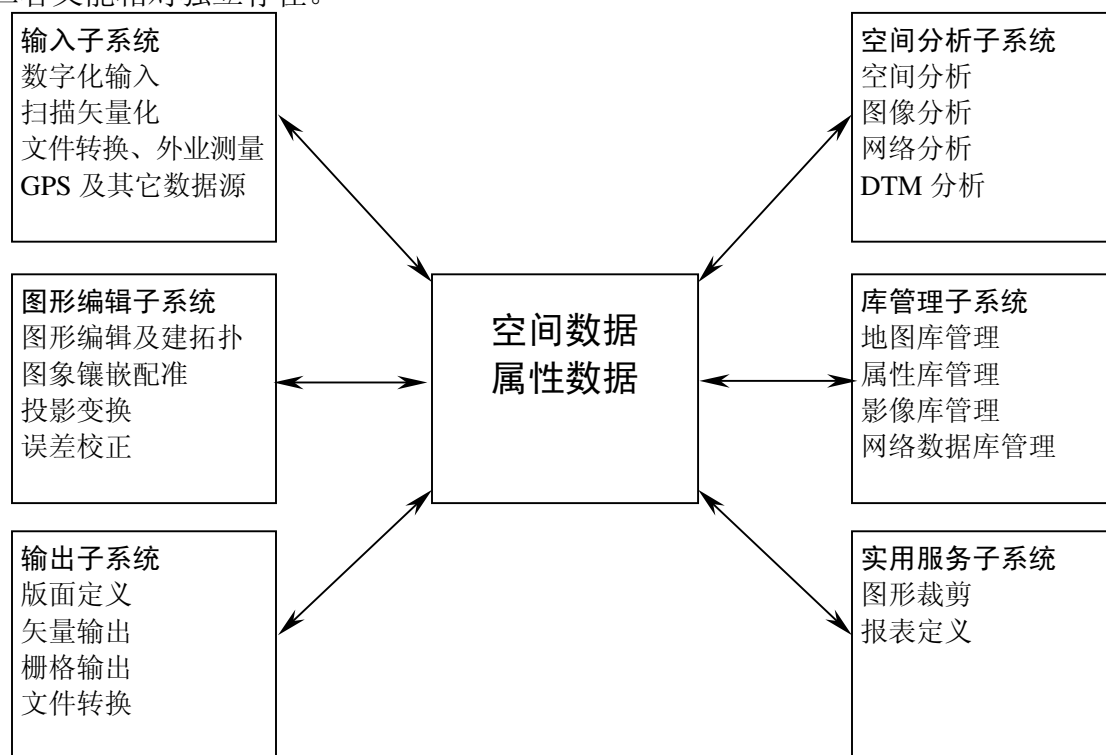 相对独立存在。
输入子系统
数字化输入
扫描矢量化
文件转换、外业测量
GPS 及其它数据源
图形编辑子系统
图形编辑及建拓扑
图象镶嵌配准
投影变换
误差校正
输出子系统
版面定义
矢量输出
栅格输出
文件转换
空间数据
属性数据
空间分析子系统
空间分析
图像分析
网络分析
DTM 分析
库管理子系统
地图库管理
属性库管理
影像库管理
网络数据库管理
实用服务子系统
图形裁剪
报表定义